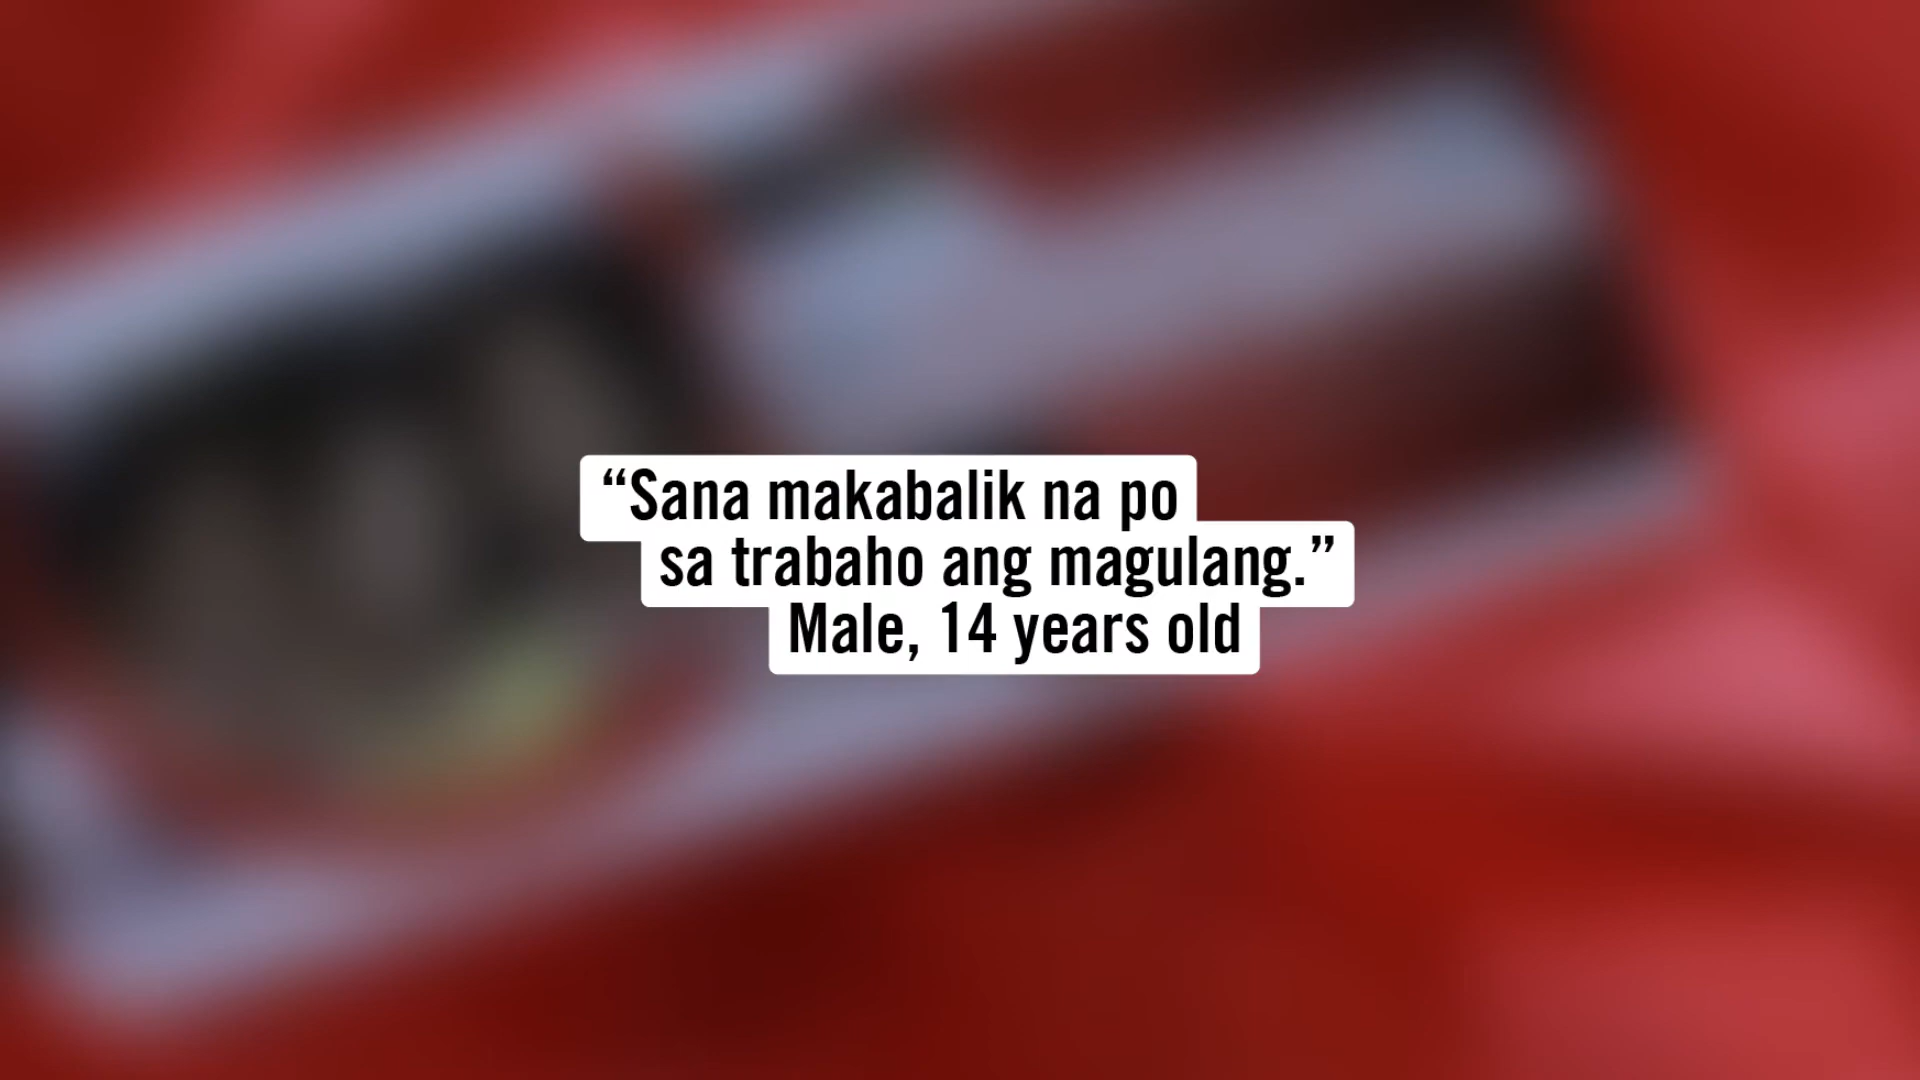 “Sana makabalik na po
sa trabaho ang magulang.”
Male, 14 years old